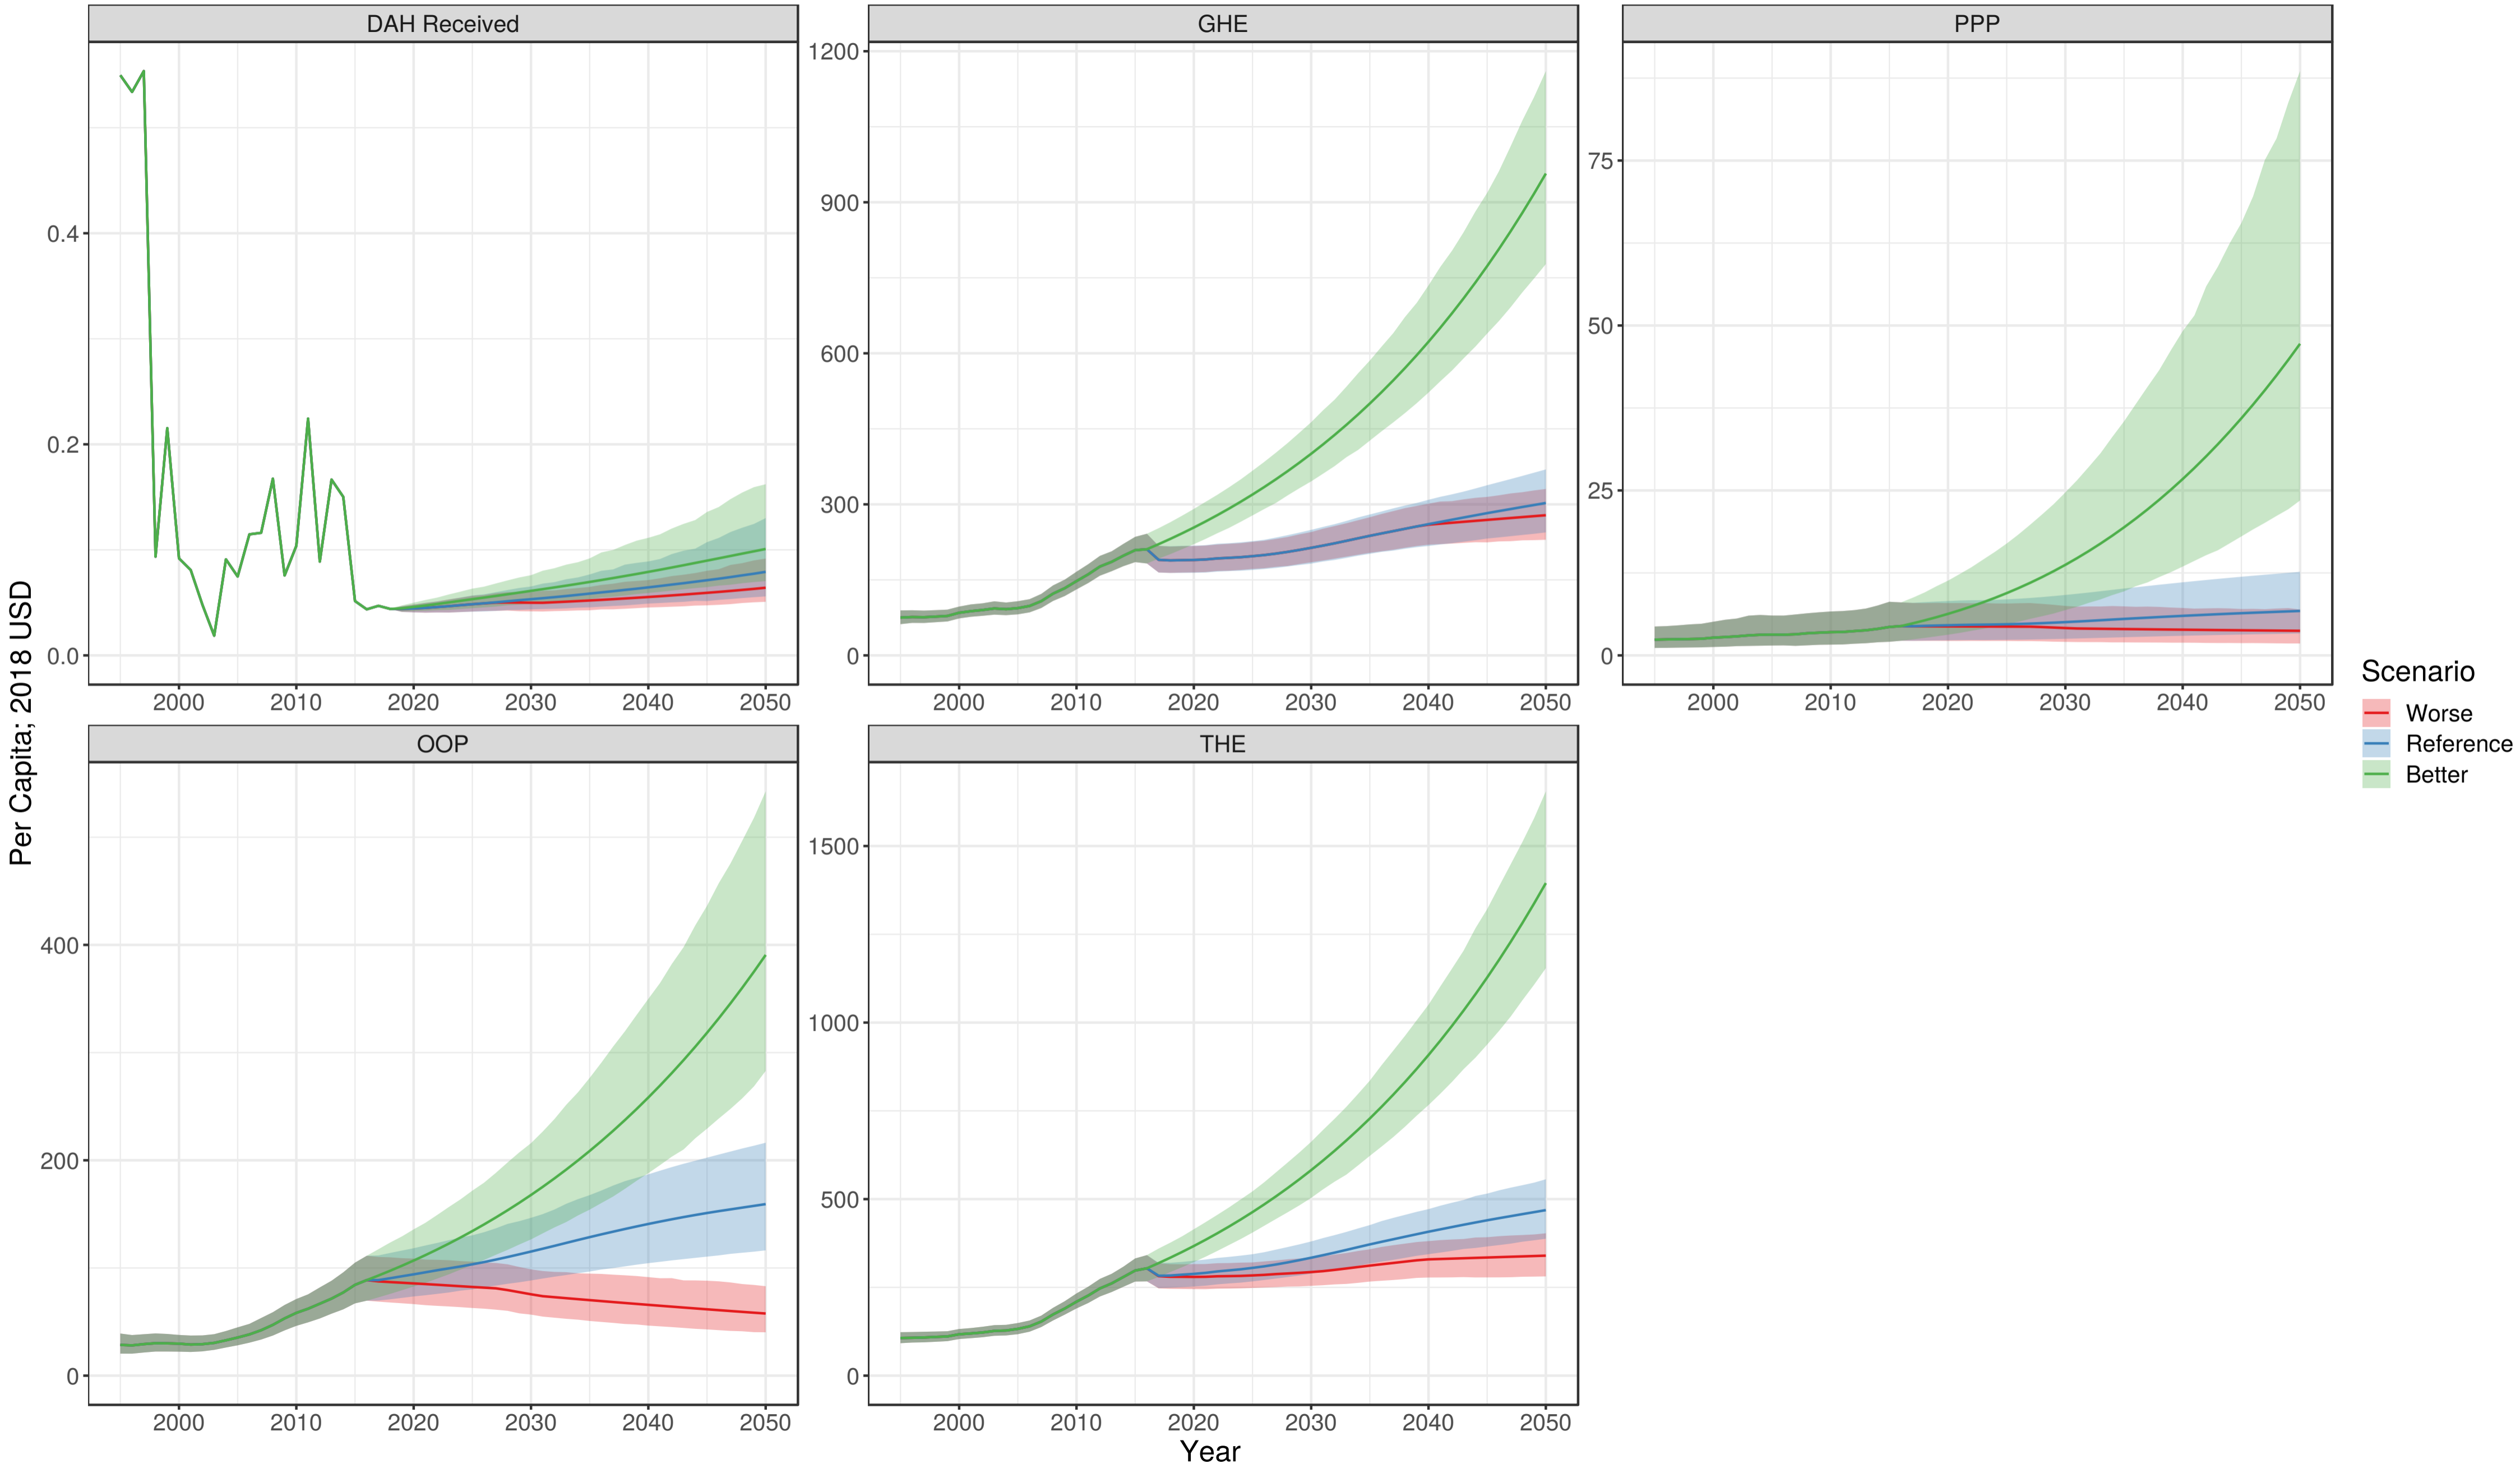 DAH Received
GHE
PPP
0.4
0.2
0.0
1200
900
600
300
0
75
50
25
0
2000 2010 2020 2030 2040 2050
2000 2010 2020 2030 2040 2050
2000 2010 2020 2030 2040 2050
Per Capita; 2018 USD
OOP
THE
400
200
0
1500
1000
500
0
2000 2010 2020 2030 2040 2050
2000 2010 2020 2030 2040 2050
Year
Scenario
Worse
Reference
Better